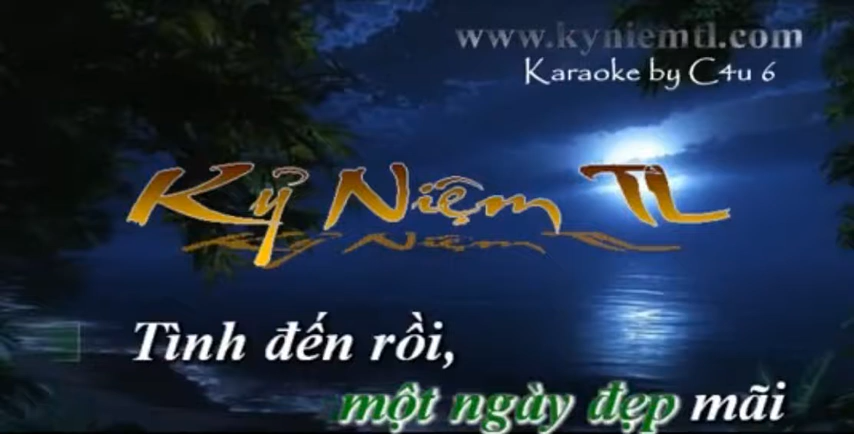 www.kyniemtl.com
Karaoke by C4u 6
Kỷ Niệm TL
Tình đến rồi,
một ngày đẹp mãi